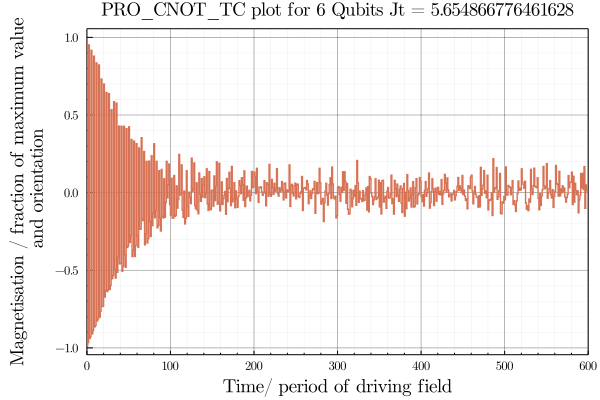 PRO_CNOT_TC plot for 6 Qubits Jt = 5.654866776461628
Magnetisation / fraction of maximum value
and orientation
1.0
0.5
0.0
−0.5
−1.0
0 100 200 300 400 500 600
Time/ period of driving field